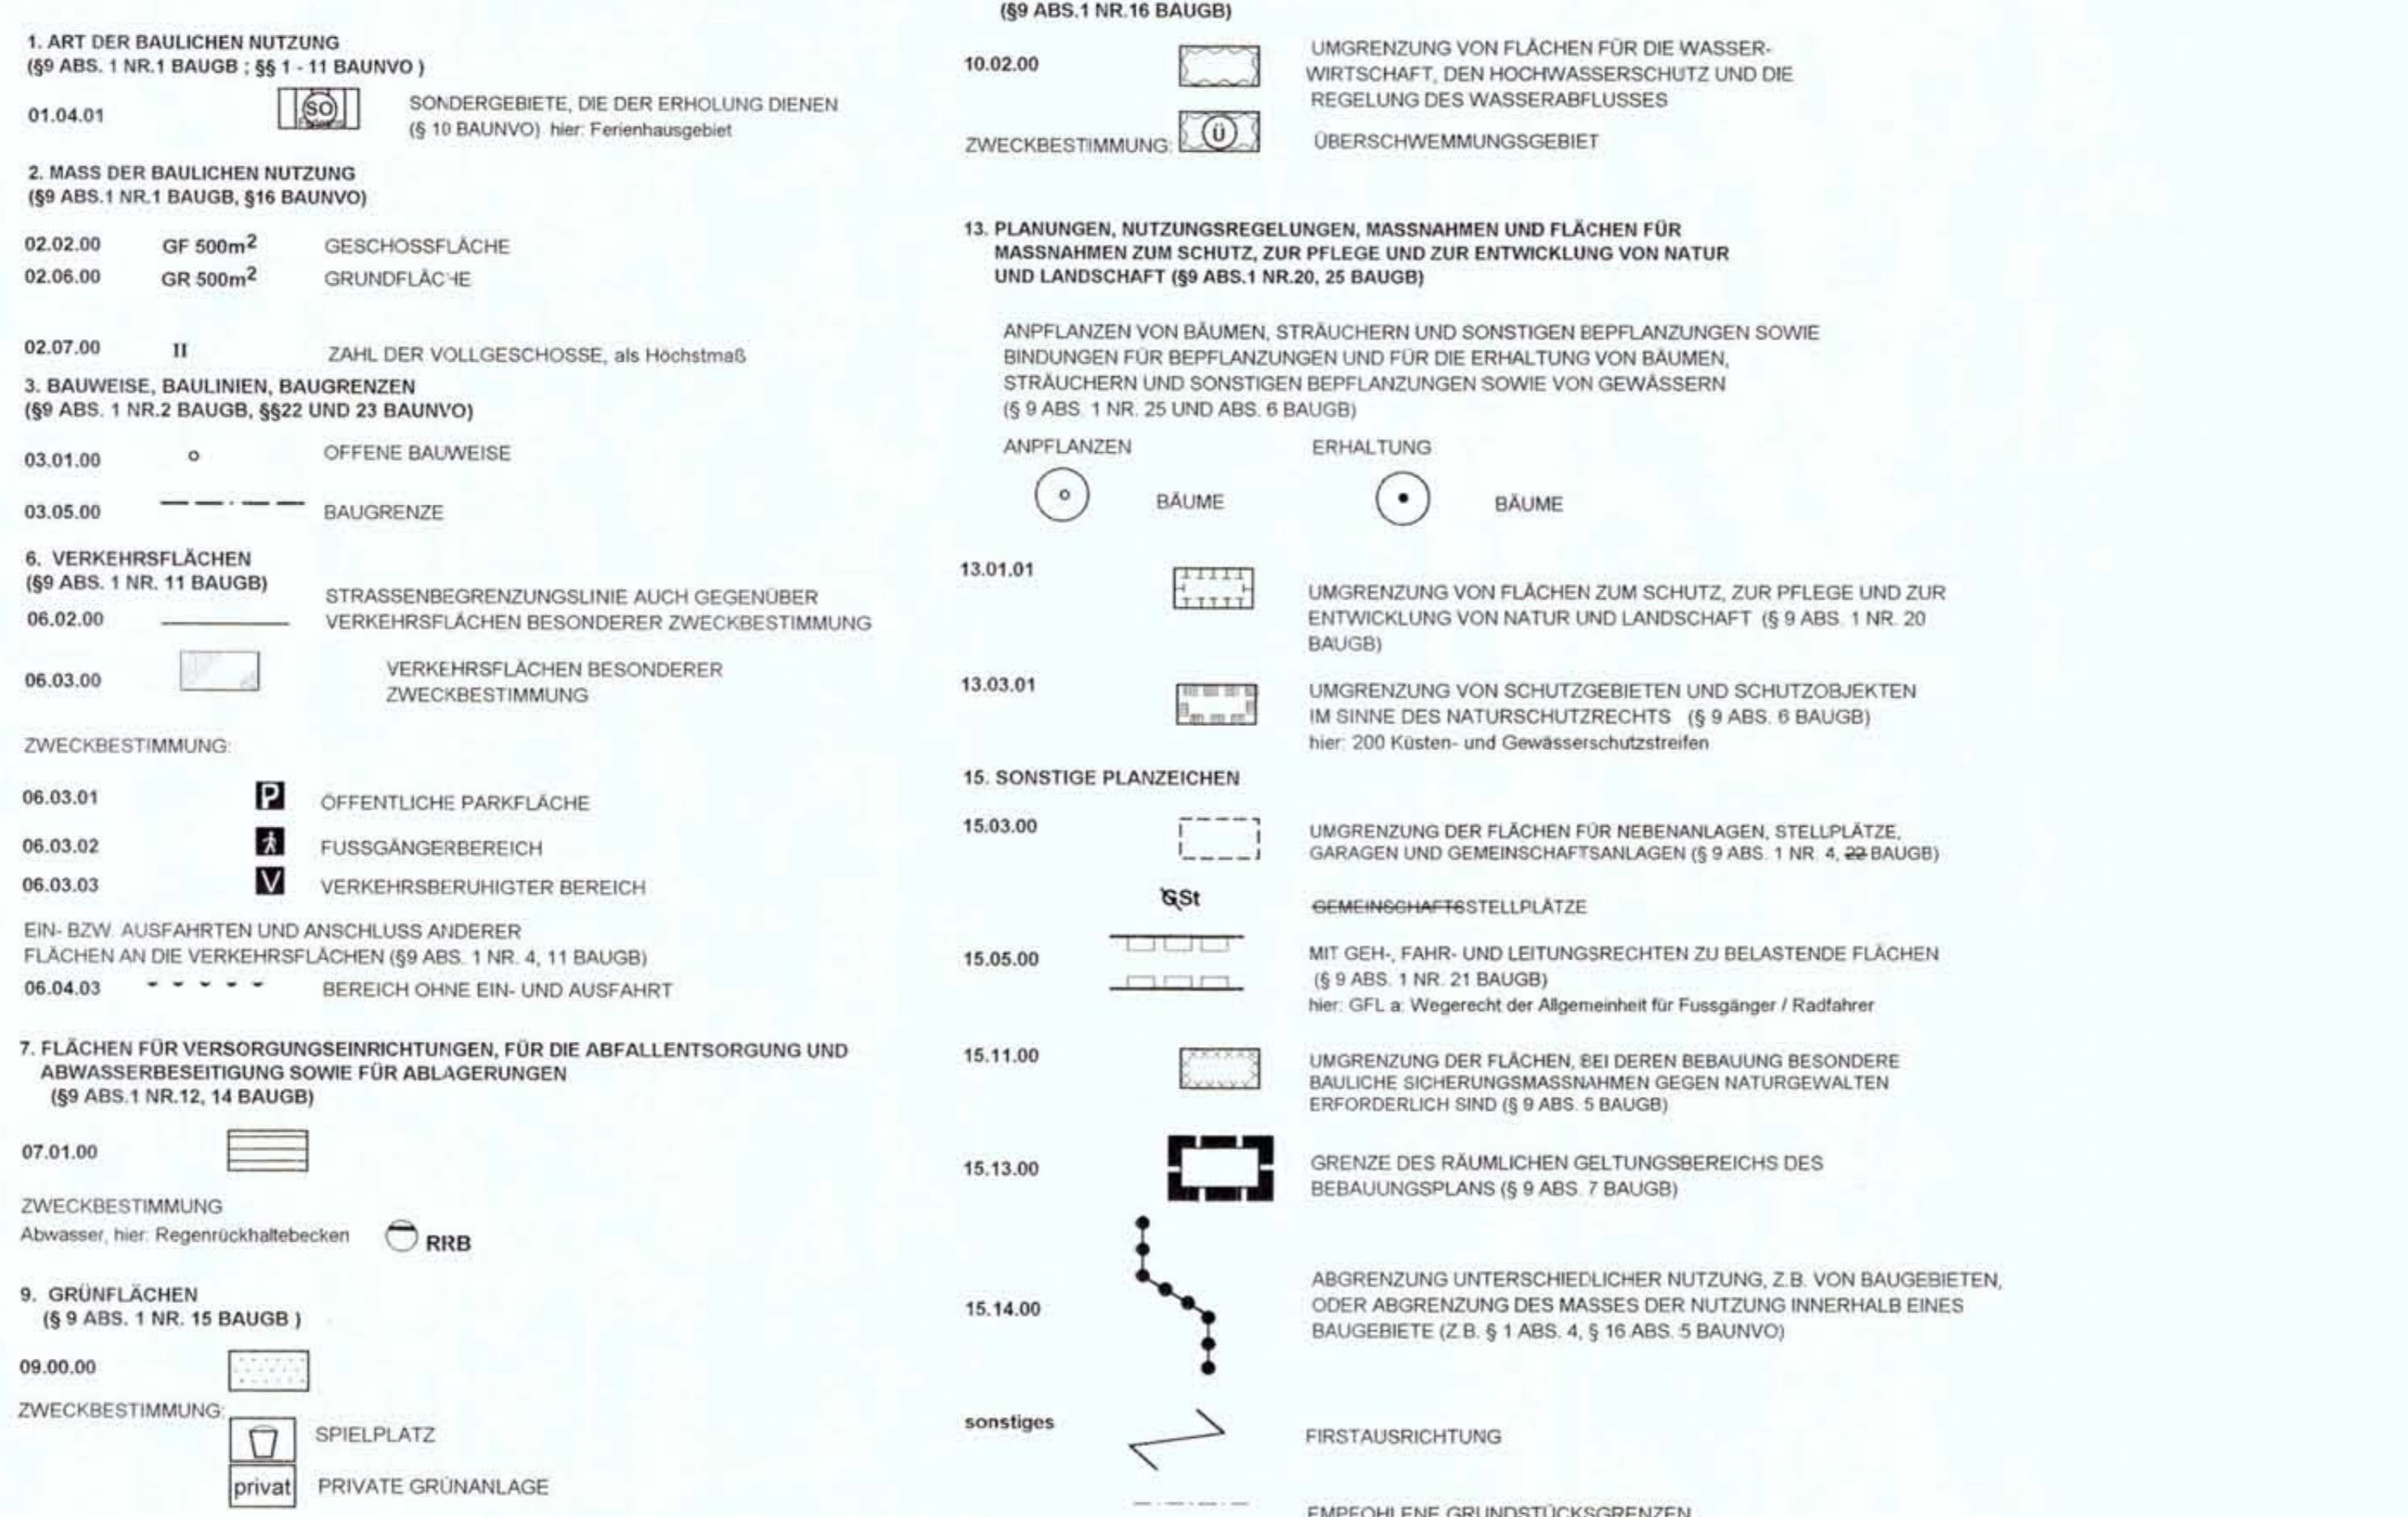 1. ART DER BAULICHEN NUTZUNG
(§9 ABS. 1 NR.1 BAUGB ; §§ 1 - 11 BAUNVO )
01.04.01 SO SONDERGEBIETE, DIE DER ERHOLUNG DIENEN
(§ 10 BAUNVO) hier: Ferienhausgebiet
2. MASS DER BAULICHEN NUTZUNG
(§9 ABS.1 NR.1 BAUGB, §16 BAUNVO)
02.02.00 GF 500m² GESCHOSSFLÄCHE
02.06.00 GR 500m² GRUNDFLÄCHE
02.07.00 II ZAHL DER VOLLGESCHOSSE, als Höchstmaß
3. BAUWEISE, BAULINIEN, BAUGRENZEN
(§9 ABS. 1 NR.2 BAUGB, §§22 UND 23 BAUNVO)
03.01.00 o OFFENE BAUWEISE
03.05.00 BAUGRENZE
6. VERKEHRSFLÄCHEN
(§9 ABS. 1 NR. 11 BAUGB)
STRASSENBEGRENZUNGSLINIE AUCH GEGENÜBER
06.02.00 VERKEHRSFLÄCHEN BESONDERER ZWECKBESTIMMUNG
06.03.00 VERKEHRSFLÄCHEN BESONDERER
ZWECKBESTIMMUNG
ZWECKBESTIMMUNG:
06.03.01 P ÖFFENTLICHE PARKFLÄCHE
06.03.02 FUSSGÄNGERBEREICH
06.03.03 V VERKEHRSBERUHIGTER BEREICH
EIN- BZW. AUSFAHRTEN UND ANSCHLUSS ANDERER
FLÄCHEN AN DIE VERKEHRSFLÄCHEN (§9 ABS. 1 NR. 4, 11 BAUGB)
06.04.03 BEREICH OHNE EIN- UND AUSFAHRT
7. FLÄCHEN FÜR VERSORGUNGSEINRICHTUNGEN, FÜR DIE ABFALLENTSORGUNG UND
ABWASSERBESEITIGUNG SOWIE FÜR ABLAGERUNGEN
(§9 ABS.1 NR.12, 14 BAUGB)
07.01.00
ZWECKBESTIMMUNG
Abwasser, hier: Regenrückhaltebecken RRB
9. GRÜNFLÄCHEN
(§ 9 ABS. 1 NR. 15 BAUGB )
09.00.00
ZWECKBESTIMMUNG:
SPIELPLATZ
privat PRIVATE GRÜNANLAGE
(§9 ABS.1 NR.16 BAUGB)
10.02.00 UMGRENZUNG VON FLÄCHEN FÜR DIE WASSER-
WIRTSCHAFT, DEN HOCHWASSERSCHUTZ UND DIE
REGELUNG DES WASSERABFLUSSES
ZWECKBESTIMMUNG: Ü ÜBERSCHWEMMUNGSGEBIET
13. PLANUNGEN, NUTZUNGSREGELUNGEN, MASSNAHMEN UND FLÄCHEN FÜR
MASSNAHMEN ZUM SCHUTZ, ZUR PFLEGE UND ZUR ENTWICKLUNG VON NATUR
UND LANDSCHAFT (§9 ABS.1 NR.20, 25 BAUGB)
ANPFLANZEN VON BÄUMEN, STRÄUCHERN UND SONSTIGEN BEPFLANZUNGEN SOWIE
BINDUNGEN FÜR BEPFLANZUNGEN UND FÜR DIE ERHALTUNG VON BÄUMEN,
STRÄUCHERN UND SONSTIGEN BEPFLANZUNGEN SOWIE VON GEWÄSSERN
(§ 9 ABS. 1 NR. 25 UND ABS. 6 BAUGB)
ANPFLANZEN ERHALTUNG
BÄUME BÄUME
13.01.01 UMGRENZUNG VON FLÄCHEN ZUM SCHUTZ, ZUR PFLEGE UND ZUR
ENTWICKLUNG VON NATUR UND LANDSCHAFT (§ 9 ABS. 1 NR. 20
BAUGB)
13.03.01 UMGRENZUNG VON SCHUTZGEBIETEN UND SCHUTZOBJEKTEN
IM SINNE DES NATURSCHUTZRECHTS (§ 9 ABS. 6 BAUGB)
hier: 200 Küsten- und Gewässerschutzstreifen
15. SONSTIGE PLANZEICHEN
15.03.00 UMGRENZUNG DER FLÄCHEN FÜR NEBENANLAGEN, STELLPLÄTZE,
GARAGEN UND GEMEINSCHAFTSANLAGEN (§ 9 ABS. 1 NR. 4, 22 BAUGB)
GSt GEMEINSCHAFTSSTELLPLÄTZE
15.05.00 MIT GEH-, FAHR- UND LEITUNGSRECHTEN ZU BELASTENDE FLÄCHEN
(§ 9 ABS. 1 NR. 21 BAUGB)
hier: GFL a: Wegerecht der Allgemeinheit für Fussgänger / Radfahrer
15.11.00 UMGRENZUNG DER FLÄCHEN, BEI DEREN BEBAUUNG BESONDERE
BAULICHE SICHERUNGSMASSNAHMEN GEGEN NATURGEWALTEN
ERFORDERLICH SIND (§ 9 ABS. 5 BAUGB)
15.13.00 GRENZE DES RÄUMLICHEN GELTUNGSBEREICHS DES
BEBAUUNGSPLANS (§ 9 ABS. 7 BAUGB)
15.14.00 ABGRENZUNG UNTERSCHIEDLICHER NUTZUNG, Z.B. VON BAUGEBIETEN,
ODER ABGRENZUNG DES MASSES DER NUTZUNG INNERHALB EINES
BAUGEBIETE (Z.B. § 1 ABS. 4, § 16 ABS. 5 BAUNVO)
sonstiges FIRSTAUSRICHTUNG
EMPFOHLENE GRUNDSTÜCKSGRENZEN